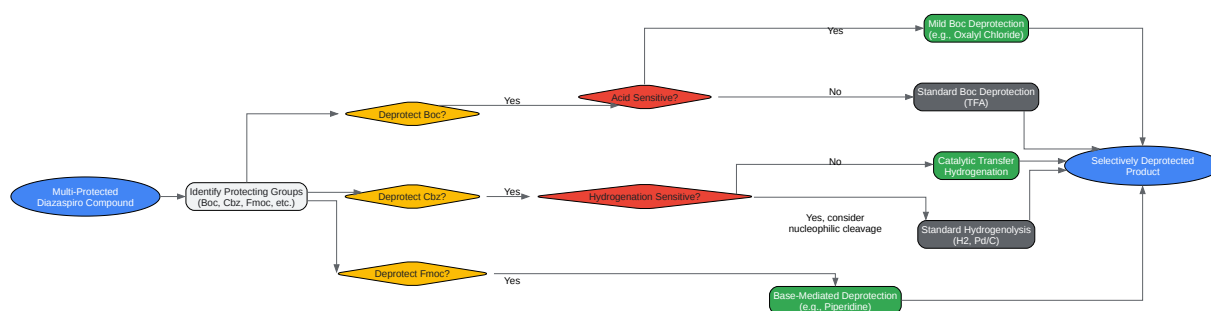 Multi-Protected
Diazaspiro Compound
Identify Protecting Groups
(Boc, Cbz, Fmoc, etc.)
Deprotect Boc?
Yes
Acid Sensitive?
Yes
Mild Boc Deprotection
(e.g., Oxalyl Chloride)
No
Standard Boc Deprotection
(TFA)
Deprotect Cbz?
Yes
Hydrogenation Sensitive?
No
Catalytic Transfer
Hydrogenation
Yes, consider
nucleophilic cleavage
Standard Hydrogenolysis
(H2, Pd/C)
Deprotect Fmoc?
Yes
Base-Mediated Deprotection
(e.g., Piperidine)
Selectively Deprotected
Product